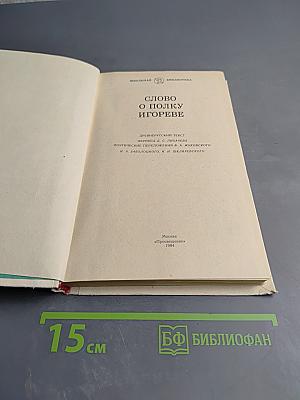 ШКОЛЬНАЯ БИБЛИОТЕКА
СЛОВО
О ПОЛКУ
ИГОРЕВЕ
ДРЕВНЕРУССКИЙ ТЕКСТ
ПЕРЕВОД Д. С. ЛИХАЧЕВА
ПОЭТИЧЕСКИЕ ПЕРЕЛОЖЕНИЯ В. А. ЖУКОВСКОГО
Н. А. ЗАБОЛОЦКОГО, И. И. ШКЛЯРЕВСКОГО
Москва
«Просвещение»
1984
15 см
БФ БИБЛИОФАН